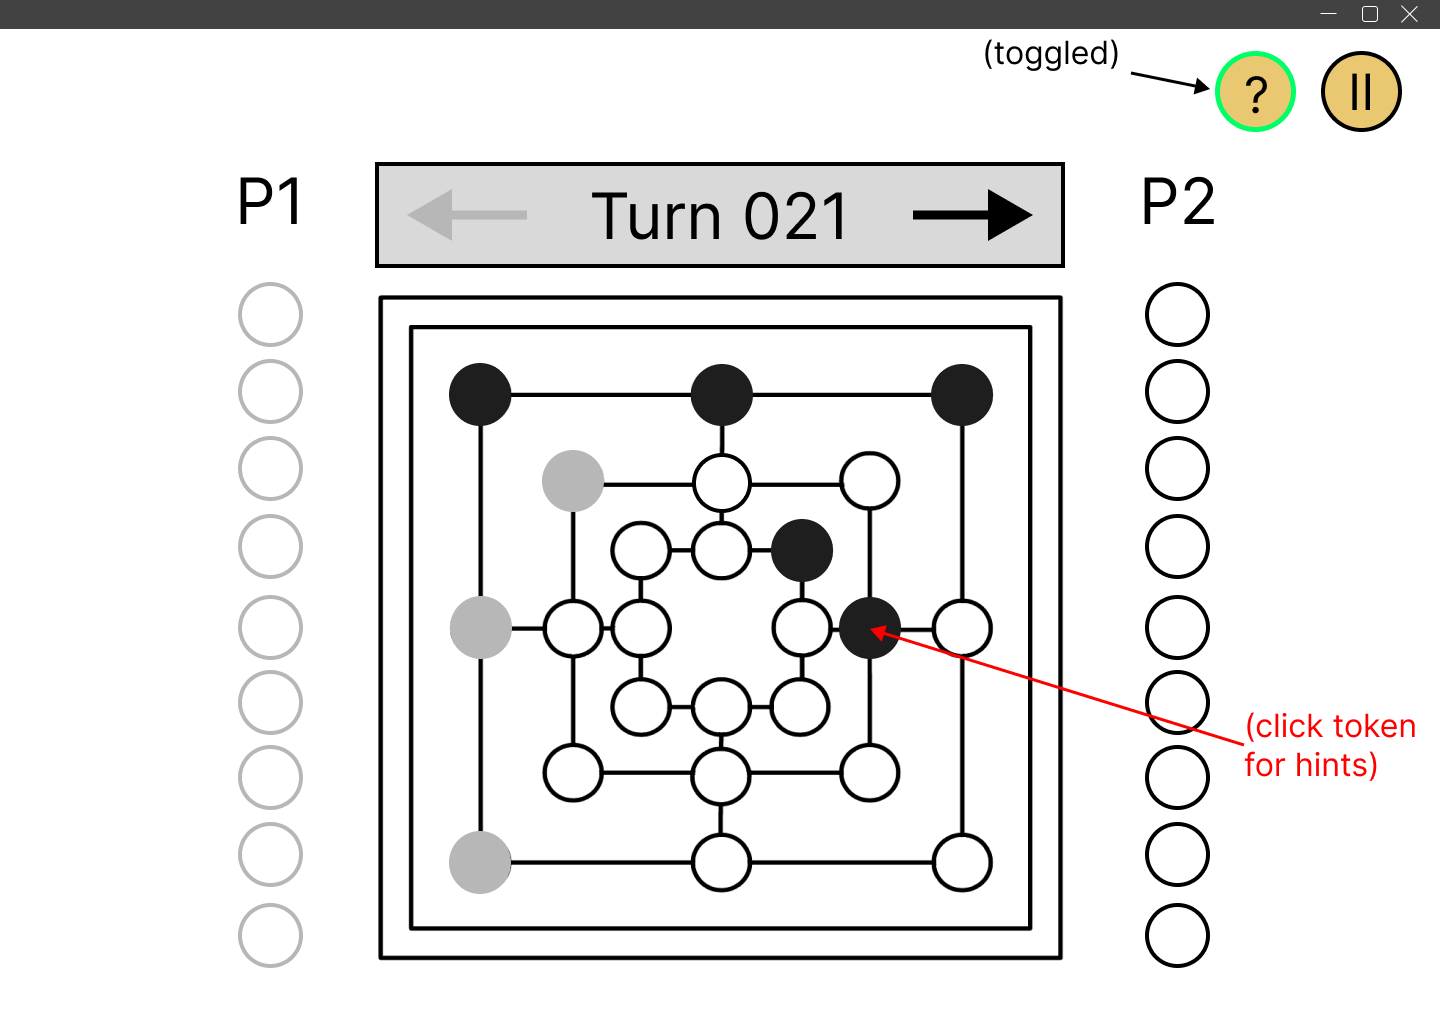 (toggled)
?
||
P1
Turn 021
P2
(click token
for hints)